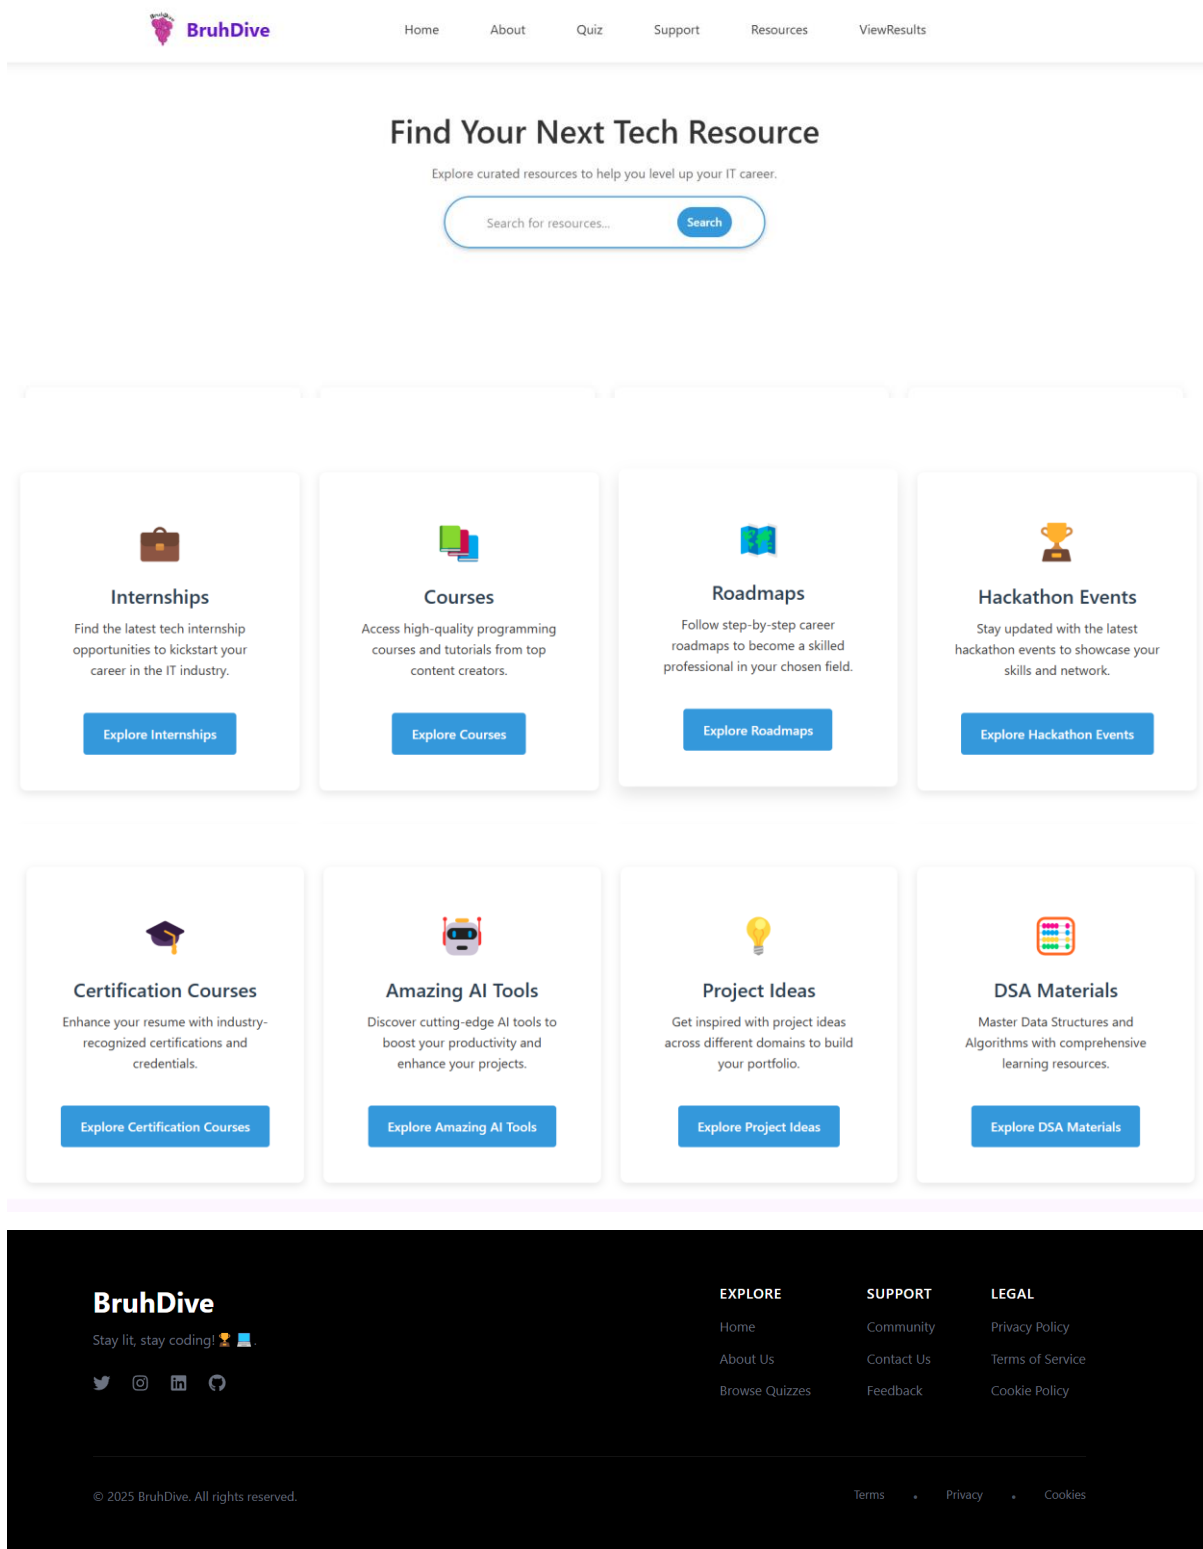 BruhDive
Home About Quiz Support Resources ViewResults
Find Your Next Tech Resource
Explore curated resources to help you level up your IT career.
Search for resources...
Search
Internships
Find the latest tech internship
opportunities to kickstart your
career in the IT industry.
Explore Internships
Courses
Access high-quality programming
courses and tutorials from top
content creators.
Explore Courses
Roadmaps
Follow step-by-step career
roadmaps to become a skilled
professional in your chosen field.
Explore Roadmaps
Hackathon Events
Stay updated with the latest
hackathon events to showcase your
skills and network.
Explore Hackathon Events
Certification Courses
Enhance your resume with industry-
recognized certifications and
credentials.
Explore Certification Courses
Amazing AI Tools
Discover cutting-edge AI tools to
boost your productivity and
enhance your projects.
Explore Amazing AI Tools
Project Ideas
Get inspired with project ideas
across different domains to build
your portfolio.
Explore Project Ideas
DSA Materials
Master Data Structures and
Algorithms with comprehensive
learning resources.
Explore DSA Materials
BruhDive
Stay lit, stay coding! 🏆 💻 .
EXPLORE
Home
About Us
Browse Quizzes
SUPPORT
Community
Contact Us
Feedback
LEGAL
Privacy Policy
Terms of Service
Cookie Policy
© 2025 BruhDive. All rights reserved.
Terms • Privacy • Cookies